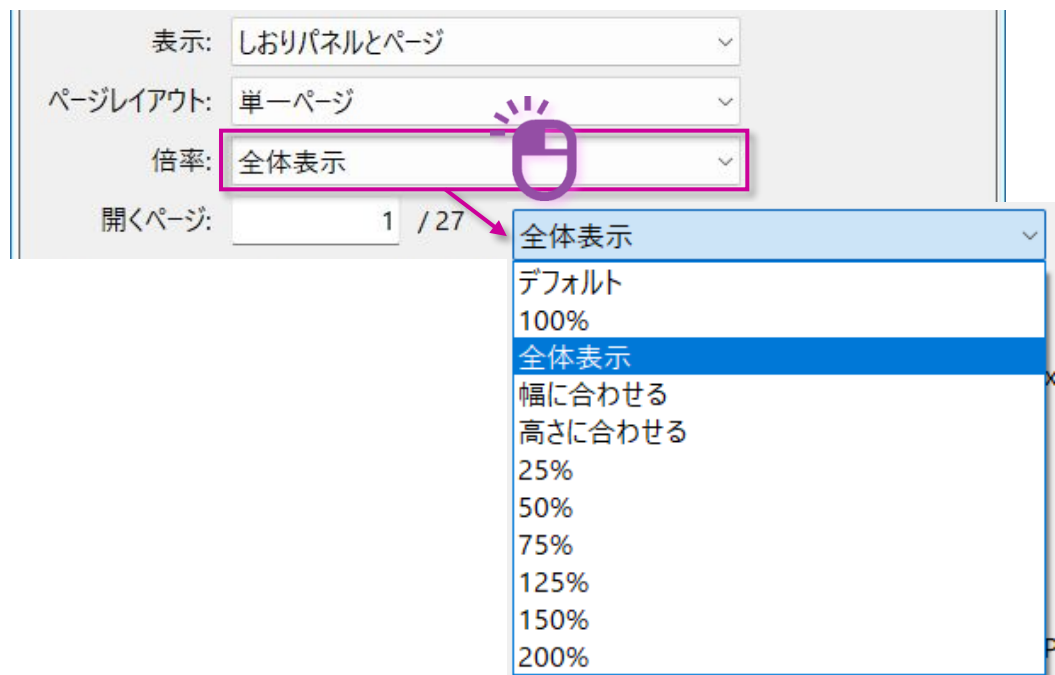 表示: しおりパネルとページ
ページレイアウト: 単一ページ
倍率: 全体表示
開くページ: 1 / 27
全体表示
デフォルト
100%
全体表示
幅に合わせる
高さに合わせる
25%
50%
75%
125%
150%
200%